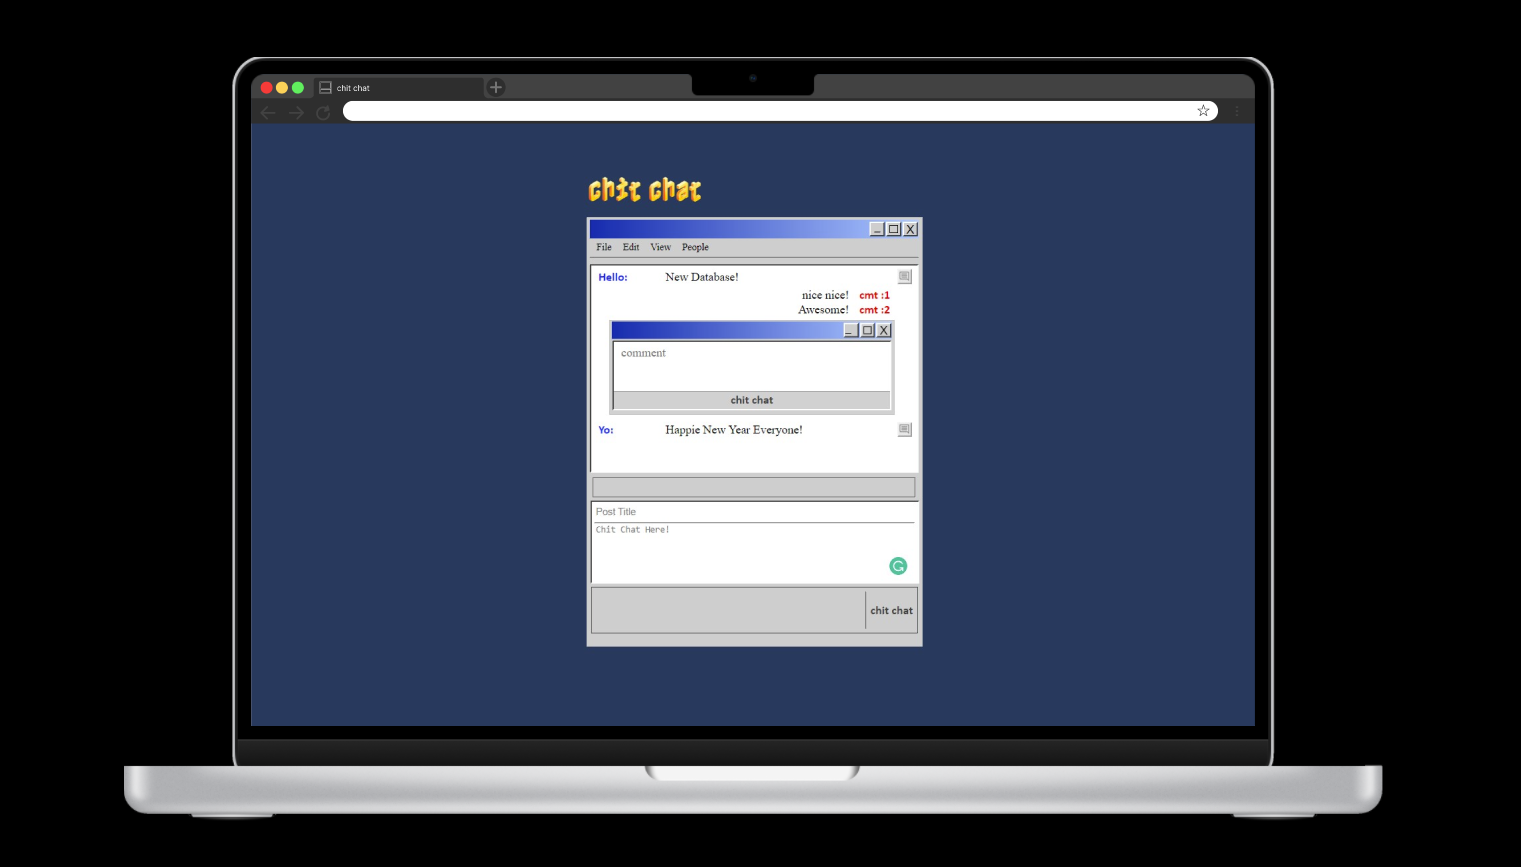 chit chat
chit chat
File Edit View People
Hello: New Database!
nice nice! cmt :1
Awesome! cmt :2
comment
chit chat
Yo: Happie New Year Everyone!
Post Title
Chit Chat Here!
chit chat